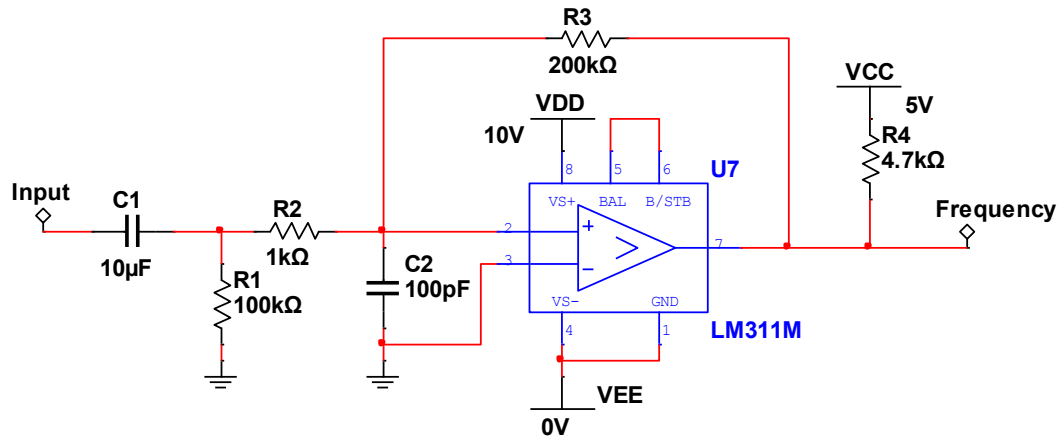 R3
200kΩ
VCC
5V
VDD
10V
R4
4.7kΩ
5
6
8
U7
Input
C1
10µF
R2
1kΩ
VS+
BAL
B/STB
Frequency
2
+
>
7
3
−
R1
100kΩ
C2
100pF
VS-
GND
4
1
LM311M
VEE
0V